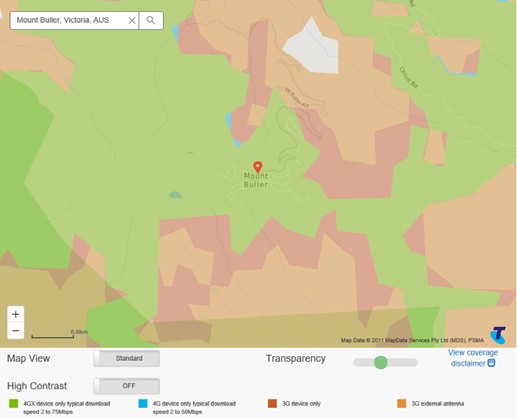 Mount Buller, Victoria, AUS
Rd
Circuit Rd
Mt Buller Rd
Mount
Buller
+
−
0.6km
Map Data © 2011 MapData Services Pty Ltd (MDS), PSMA
T
Map View
Standard
Transparency
View coverage
disclaimer
High Contrast
OFF
4GX device only typical download
speed 2 to 75Mbps
4G device only typical download
speed 2 to 50Mbps
3G device only
3G external antenna